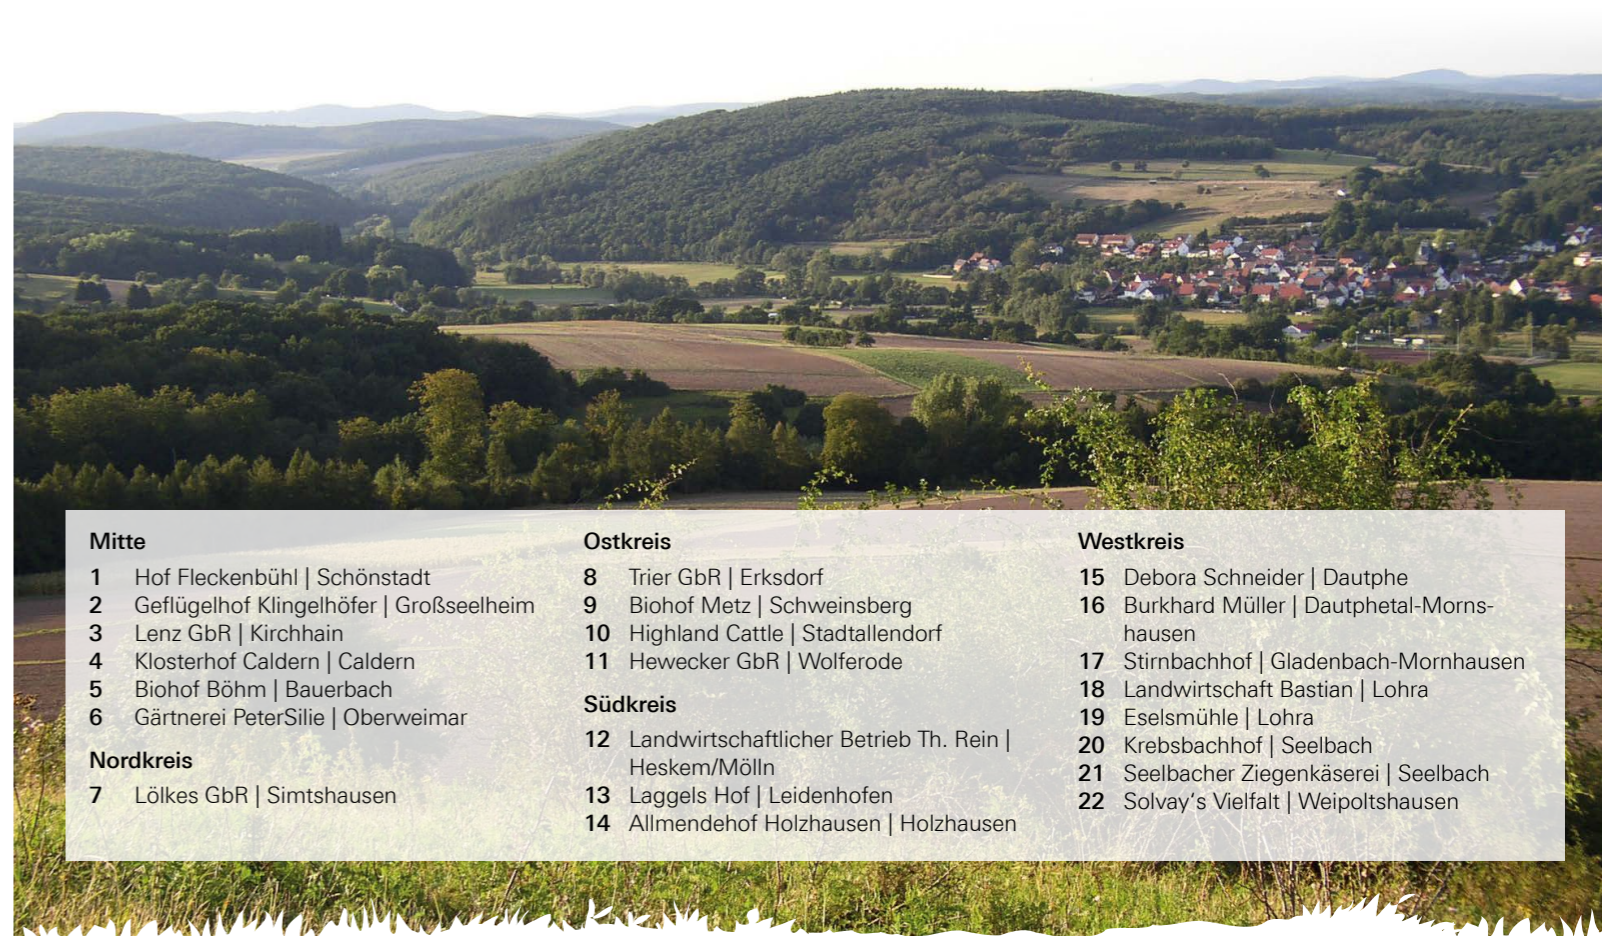 Mitte
1 Hof Fleckenbühl | Schönstadt
2 Geflügelhof Klingelhöfer | Großseelheim
3 Lenz GbR | Kirchhain
4 Klosterhof Caldern | Caldern
5 Biohof Böhm | Bauerbach
6 Gärtnerei PeterSilie | Oberweimar
Nordkreis
7 Lölkes GbR | Simtshausen
Ostkreis
8 Trier GbR | Erksdorf
9 Biohof Metz | Schweinsberg
10 Highland Cattle | Stadtallendorf
11 Hewecker GbR | Wolferode
Südkreis
12 Landwirtschaftlicher Betrieb Th. Rein |
Heskem/Mölln
13 Laggels Hof | Leidenhofen
14 Allmendehof Holzhausen | Holzhausen
Westkreis
15 Debora Schneider | Dautphe
16 Burkhard Müller | Dautphetal-Morns-
hausen
17 Stirnbachhof | Gladenbach-Mornhausen
18 Landwirtschaft Bastian | Lohra
19 Eselsmühle | Lohra
20 Krebsbachhof | Seelbach
21 Seelbacher Ziegenkäserei | Seelbach
22 Solvay's Vielfalt | Weipoltshausen